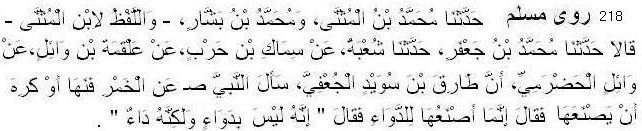 218 روى مسلم حَدَّثَنَا مُحَمَّدُ بْنُ الْمُثَنَّى، وَمُحَمَّدُ بْنُ بَشَّارٍ، - وَاللَّفْظُ لاِبْنِ الْمُثَنَّى -
قَالاَ حَدَّثَنَا مُحَمَّدُ بْنُ جَعْفَرٍ، حَدَّثَنَا شُعْبَةُ، عَنْ سِمَاكِ بْنِ حَرْبٍ، عَنْ عَلْقَمَةَ بْنِ وَائِلٍ، عَنْ
وَائِلٍ الْحَضْرَمِيِّ، أَنَّ طَارِقَ بْنَ سُوَيْدٍ الْجُعْفِيَّ، سَأَلَ النَّبِيَّ صـ عَنِ الْخَمْرِ فَنَهَا أَوْ كَرِهَ
أَنْ يَصْنَعَهَا فَقَالَ إِنَّمَا أَصْنَعُهَا لِلدَّوَاءِ فَقَالَ " إِنَّهُ لَيْسَ بِدَوَاءٍ وَلَكِنَّهُ دَاءٌ " .